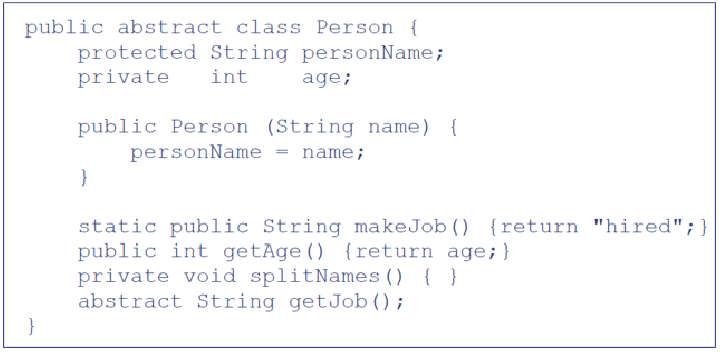 public abstract class Person {
    protected String personName;
    private   int    age;

    public Person (String name) {
        personName = name;
    }

    static public String makeJob() {return "hired";}
    public int getAge() {return age;}
    private void splitNames() { }
    abstract String getJob();
}